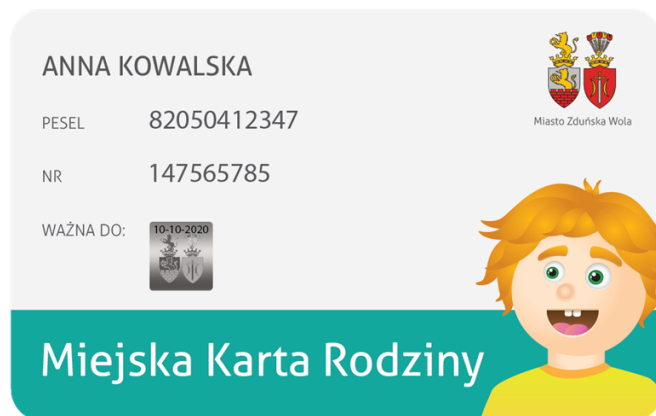 ANNA KOWALSKA
Miasto Zduńska Wola
PESEL 82050412347
NR 147565785
WAŻNA DO: 10-10-2020
Miejska Karta Rodziny